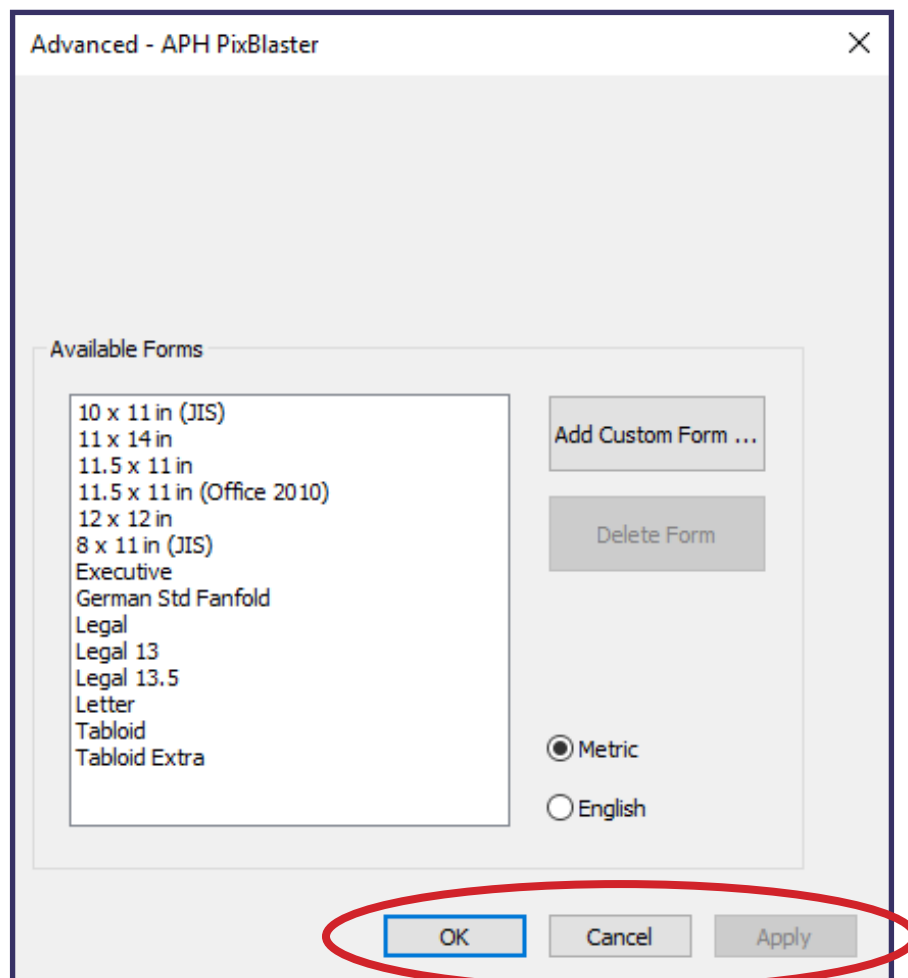 Advanced - APH PixBlaster
Available Forms
10 x 11 in (JIS)
11 x 14 in
11.5 x 11 in
11.5 x 11 in (Office 2010)
12 x 12 in
8 x 11 in (JIS)
Executive
German Std Fanfold
Legal
Legal 13
Legal 13.5
Letter
Tabloid
Tabloid Extra
Add Custom Form ...
Delete Form
Metric
English
OK Cancel Apply